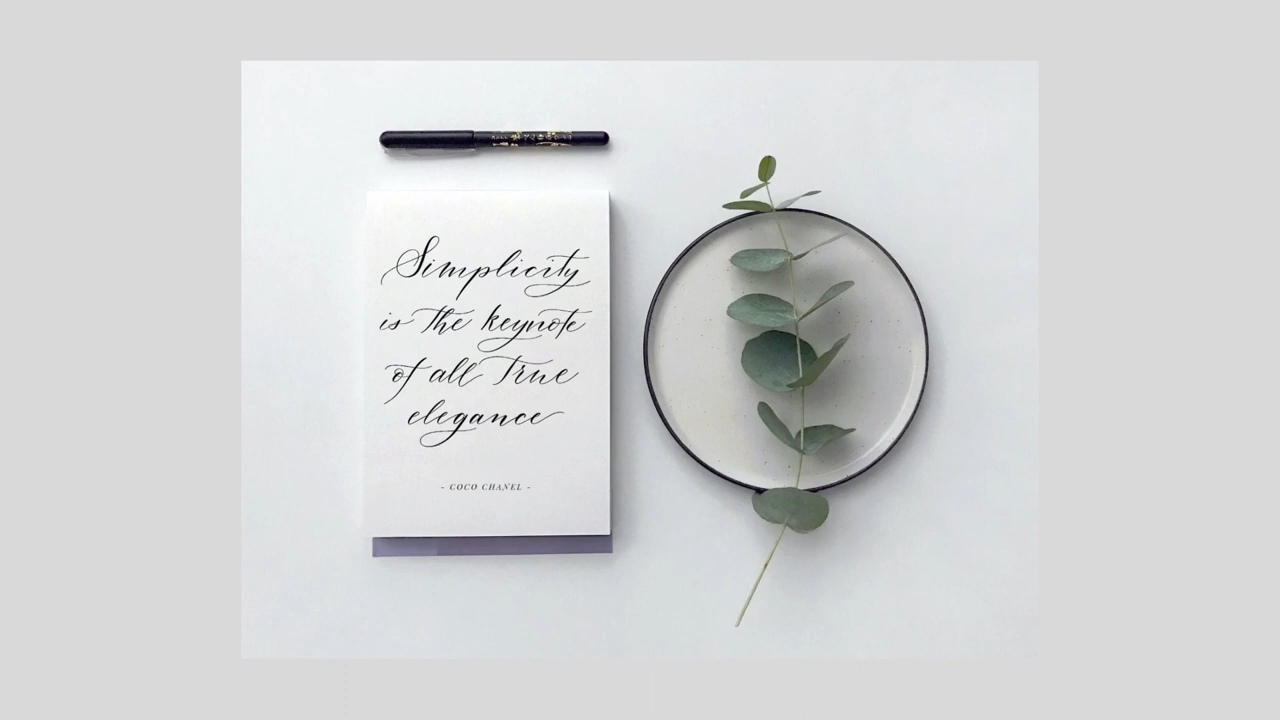 Simplicity
is the keynote
of all true
elegance
- COCO CHANEL -